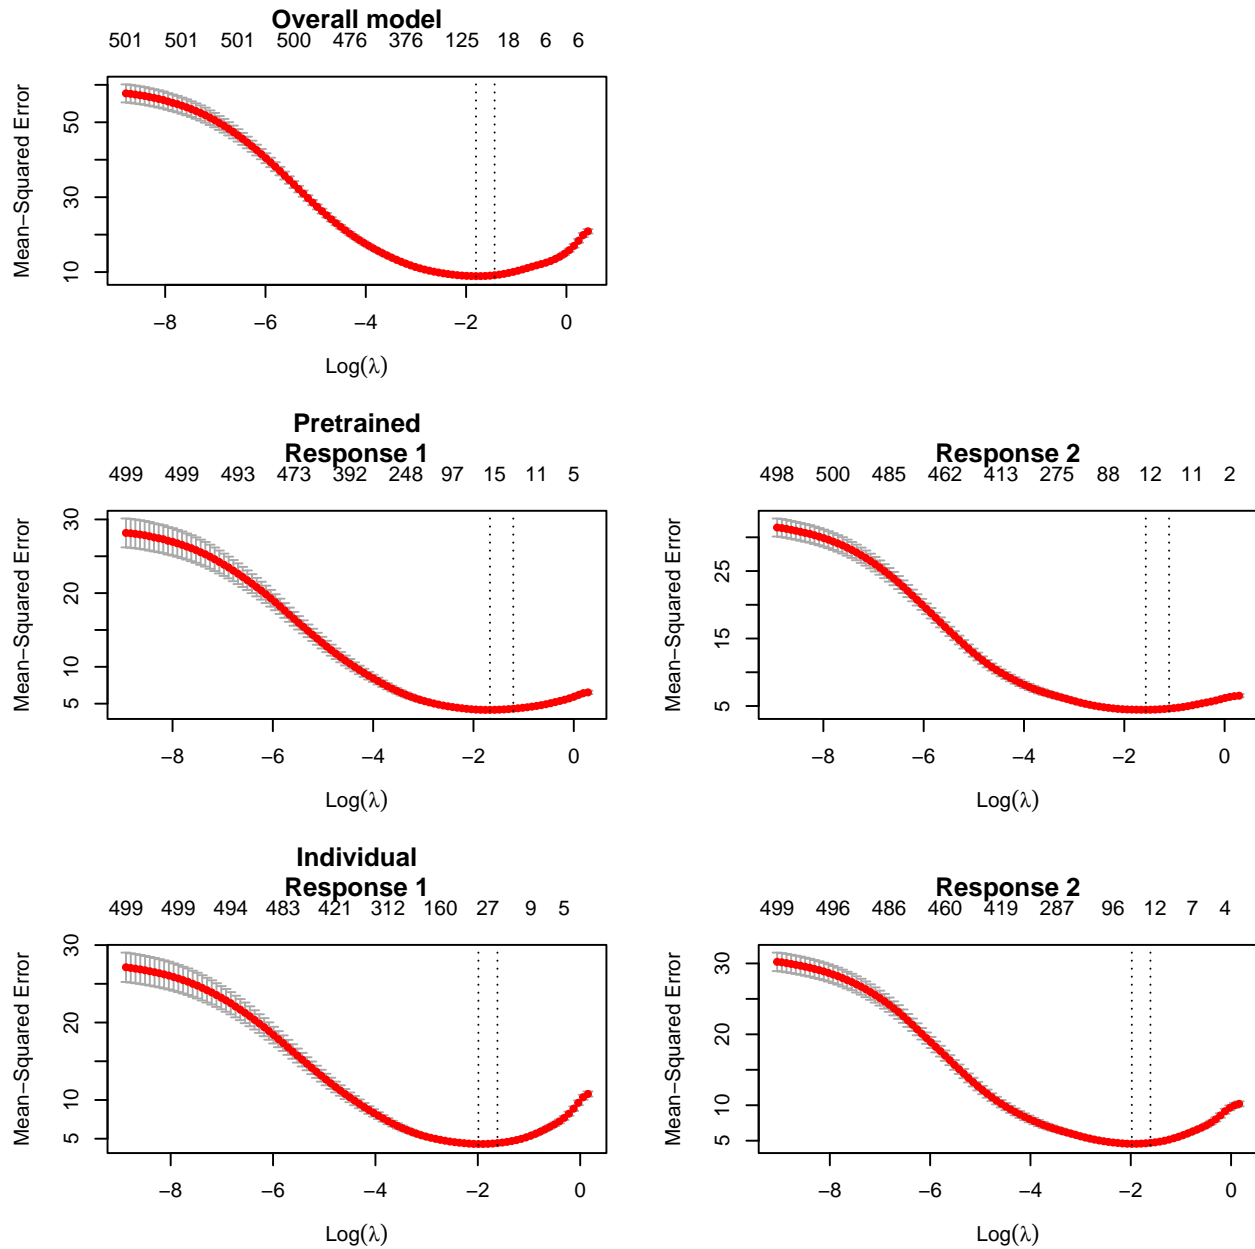 Overall model
501 501 501 500 476 376 125 18 6 6
Mean−Squared Error
50
30
10
−8 −6 −4 −2 0
Log(λ)
Pretrained
Response 1
499 499 493 473 392 248 97 15 11 5
Mean−Squared Error
30
20
10
5
−8 −6 −4 −2 0
Log(λ)
Response 2
498 500 485 462 413 275 88 12 11 2
Mean−Squared Error
25
15
5
−8 −6 −4 −2 0
Log(λ)
Individual
Response 1
499 499 494 483 421 312 160 27 9 5
Mean−Squared Error
30
20
10
5
−8 −6 −4 −2 0
Log(λ)
Response 2
499 496 486 460 419 287 96 12 7 4
Mean−Squared Error
30
20
10
5
−8 −6 −4 −2 0
Log(λ)